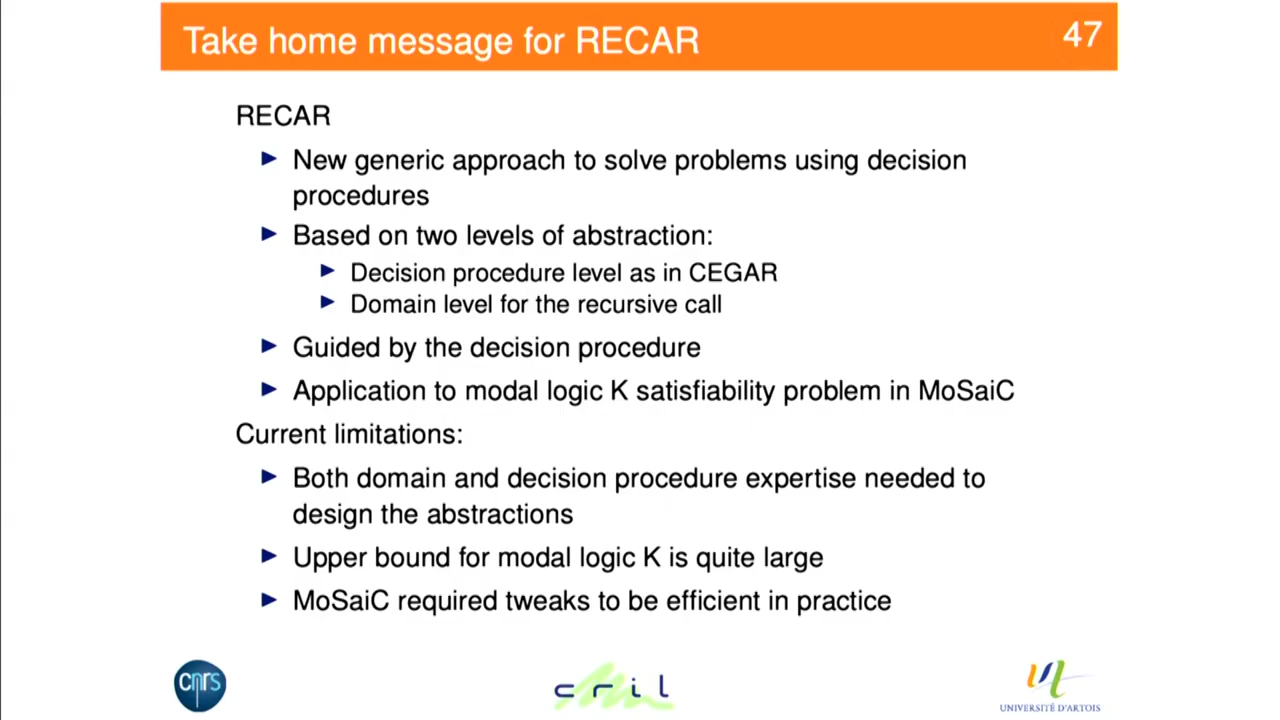 Take home message for RECAR
47
RECAR
New generic approach to solve problems using decision
procedures
Based on two levels of abstraction:
Decision procedure level as in CEGAR
Domain level for the recursive call
Guided by the decision procedure
Application to modal logic K satisfiability problem in MoSaiC
Current limitations:
Both domain and decision procedure expertise needed to
design the abstractions
Upper bound for modal logic K is quite large
MoSaiC required tweaks to be efficient in practice
cnrs
cril
UNIVERSITÉ D'ARTOIS